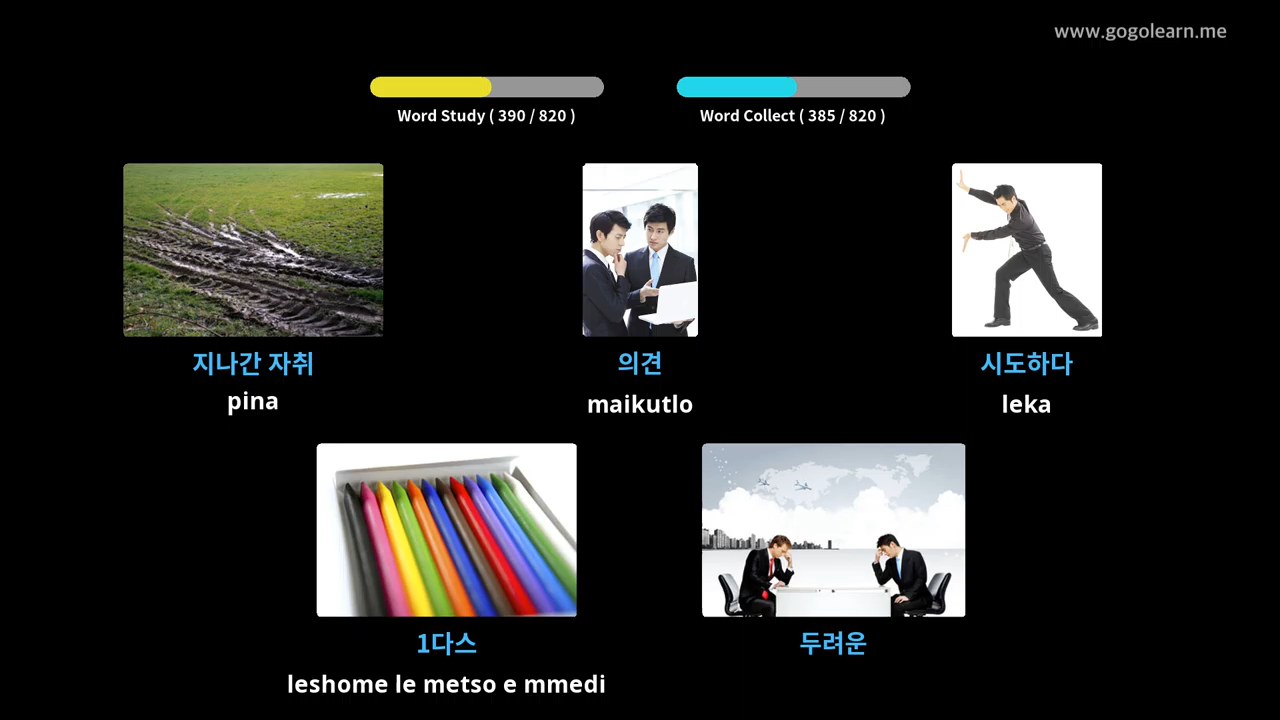 www.gogolearn.me
Word Study ( 390 / 820 )
Word Collect ( 385 / 820 )
지나간 자취
pina
의견
maikutlo
시도하다
leka
1다스
leshome le metso e mmedi
두려운